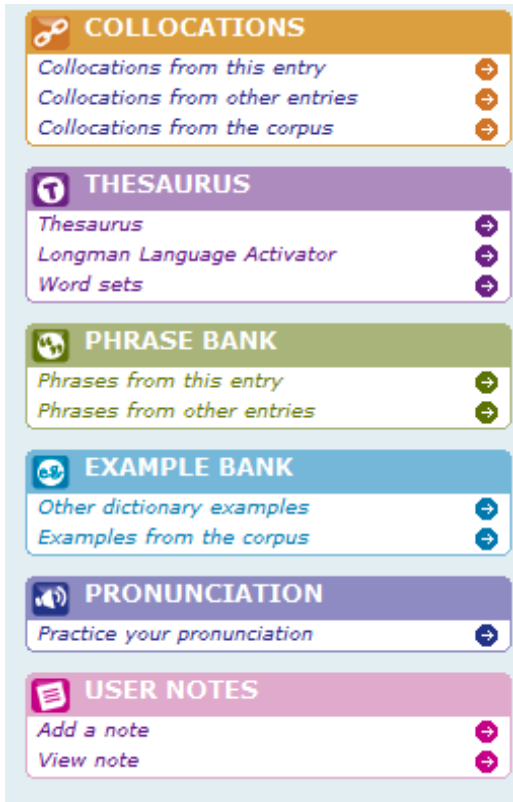 COLLOCATIONS
Collocations from this entry
Collocations from other entries
Collocations from the corpus
THESAURUS
Thesaurus
Longman Language Activator
Word sets
PHRASE BANK
Phrases from this entry
Phrases from other entries
EXAMPLE BANK
Other dictionary examples
Examples from the corpus
PRONUNCIATION
Practice your pronunciation
USER NOTES
Add a note
View note